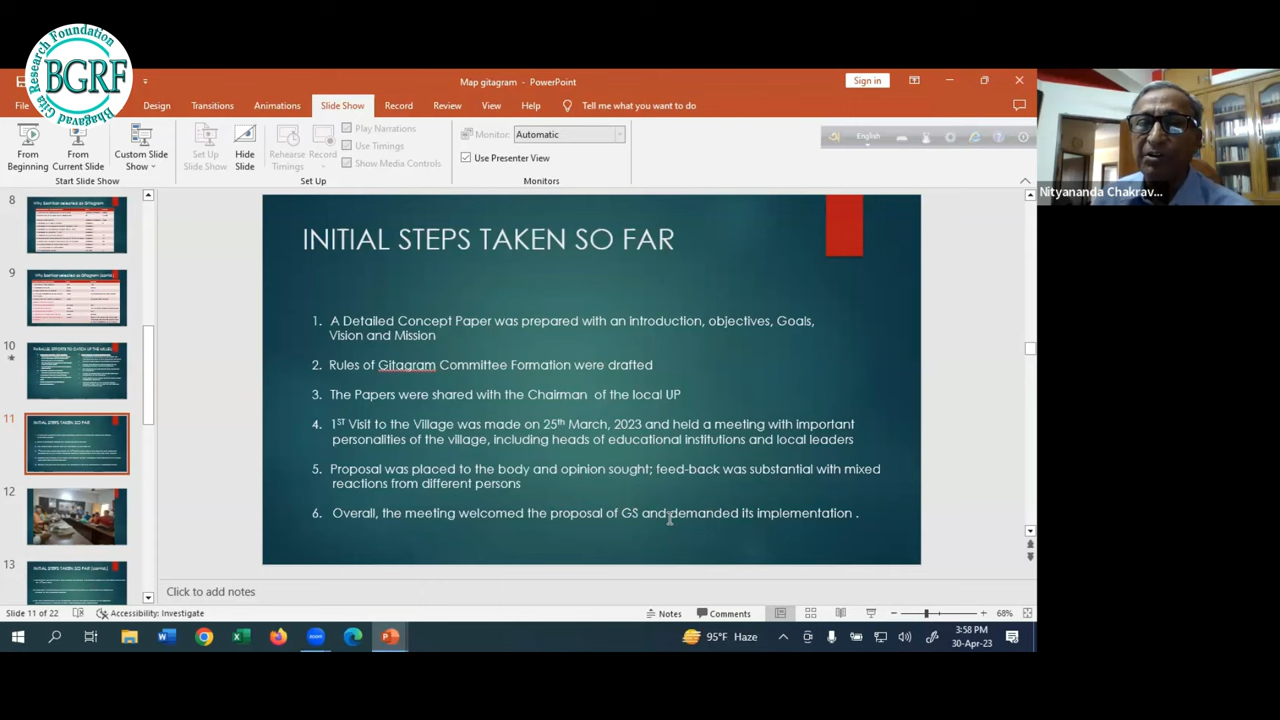 Bhagavad Gita Research Foundation
BGRF
Map gitagram - PowerPoint
Sign in
File
Design
Transitions
Animations
Slide Show
Record
Review
View
Help
Tell me what you want to do
From Beginning
From Current Slide
Custom Slide Show
Set Up Slide Show
Hide Slide
Rehearse Timings
Record
Play Narrations
Use Timings
Show Media Controls
Monitor: Automatic
Use Presenter View
English
Start Slide Show
Set Up
Monitors
Nityananda Chakrav...
8
9
10
11
12
13
INITIAL STEPS TAKEN SO FAR
INITIAL STEPS TAKEN SO FAR
1. A Detailed Concept Paper was prepared with an introduction, objectives, Goals,
Vision and Mission
2. Rules of Gitagram Committee Formation were drafted
3. The Papers were shared with the Chairman of the local UP
4. 1ST Visit to the Village was made on 25th March, 2023 and held a meeting with important
personalities of the village, including heads of educational institutions and local leaders
5. Proposal was placed to the body and opinion sought; feed-back was substantial with mixed
reactions from different persons
6. Overall, the meeting welcomed the proposal of GS and demanded its implementation .
Click to add notes
Slide 11 of 22
Accessibility: Investigate
Notes
Comments
68%
95°F Haze
3:58 PM
30-Apr-23